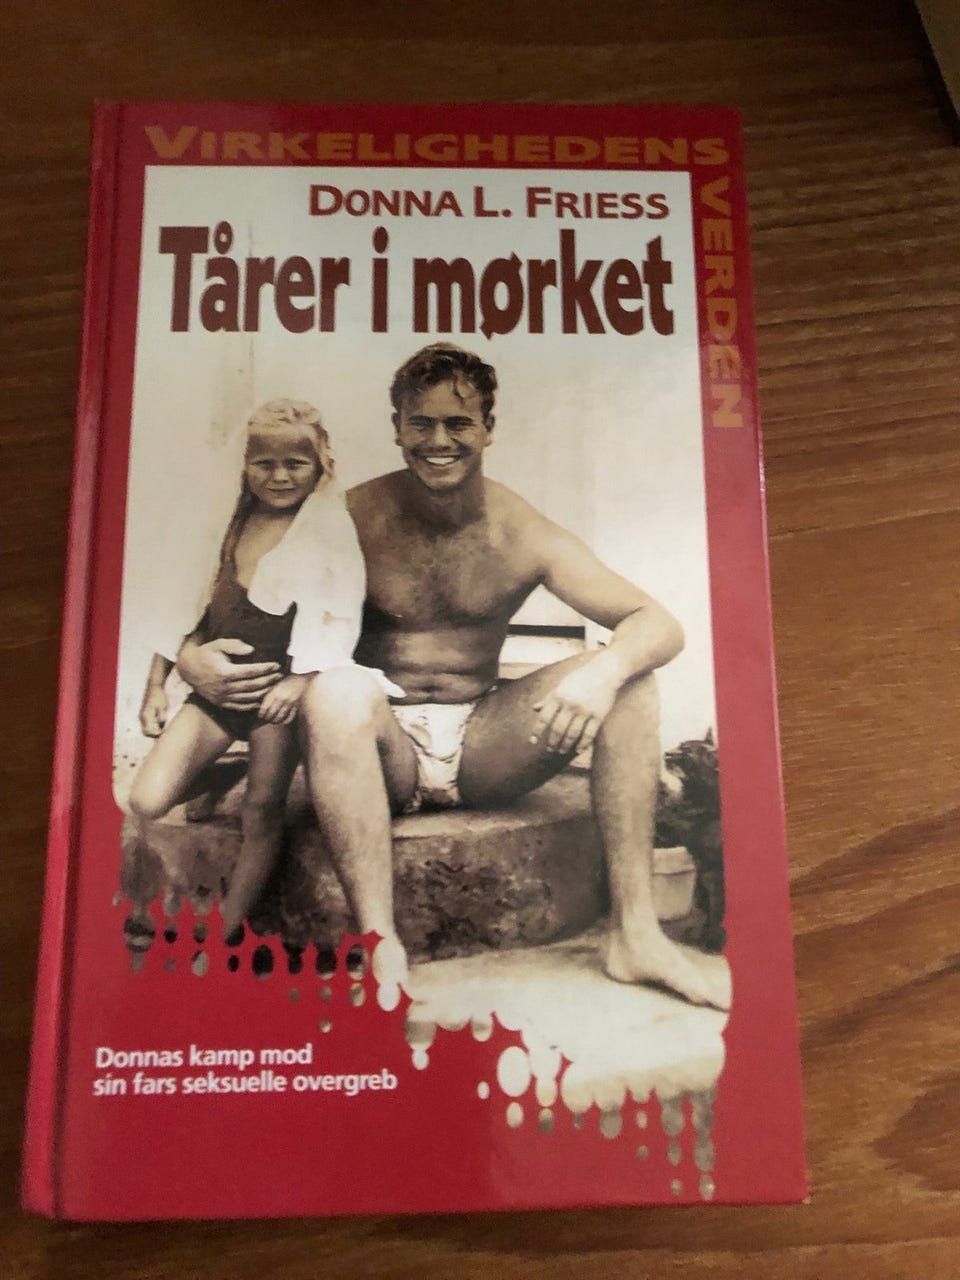 VIRKELIGHEDENS
VERDEN
DONNA L. FRIESS
Tårer i mørket
Donnas kamp mod
sin fars seksuelle overgreb